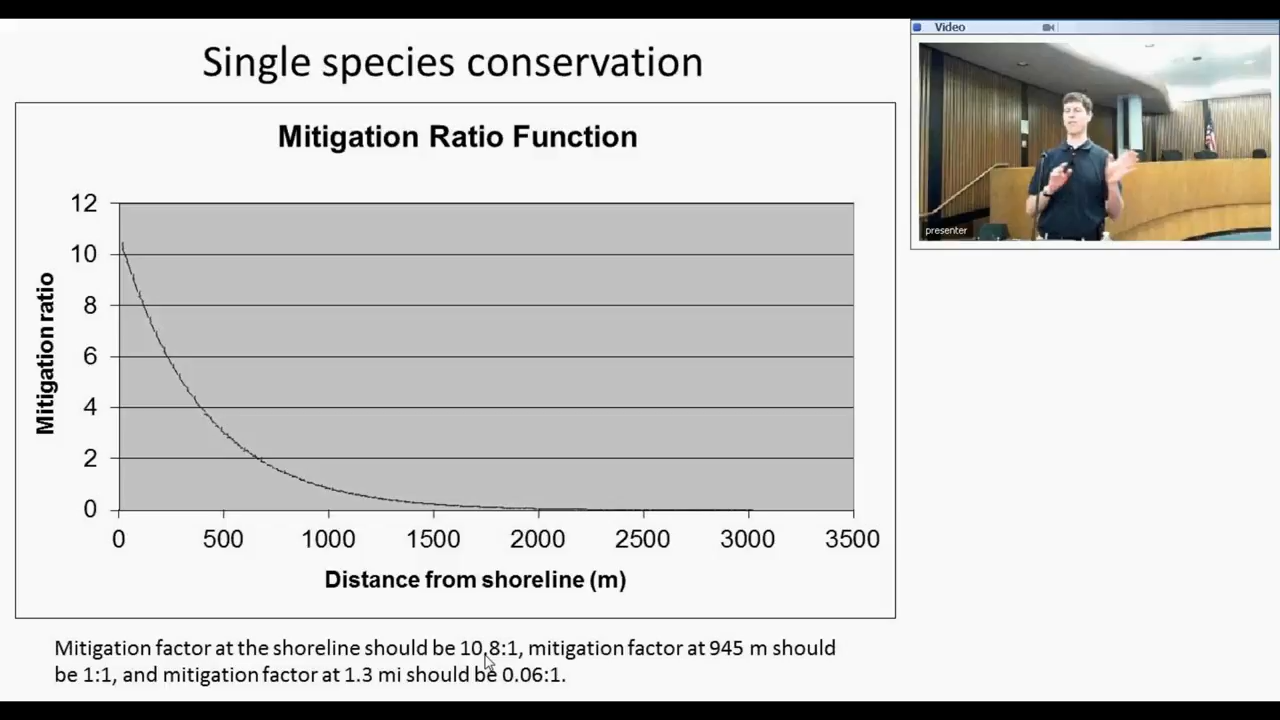 Single species conservation
Mitigation Ratio Function
12
10
8
6
4
2
0
Mitigation ratio
0 500 1000 1500 2000 2500 3000 3500
Distance from shoreline (m)
Mitigation factor at the shoreline should be 10.8:1, mitigation factor at 945 m should
be 1:1, and mitigation factor at 1.3 mi should be 0.06:1.
Video
presenter